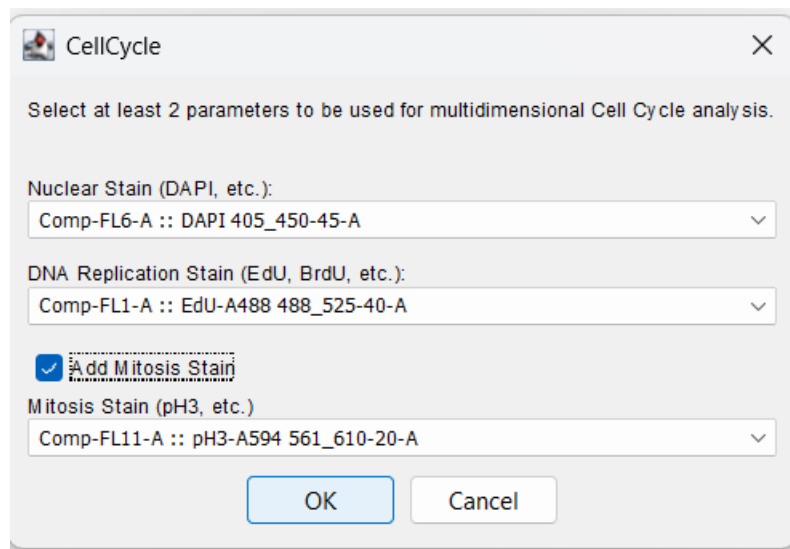 CellCycle
Select at least 2 parameters to be used for multidimensional Cell Cycle analysis.
Nuclear Stain (DAPI, etc.):
Comp-FL6-A :: DAPI 405_450-45-A
DNA Replication Stain (EdU, BrdU, etc.):
Comp-FL1-A :: EdU-A488 488_525-40-A
Add Mitosis Stain
Mitosis Stain (pH3, etc.)
Comp-FL11-A :: pH3-A594 561_610-20-A
OK Cancel